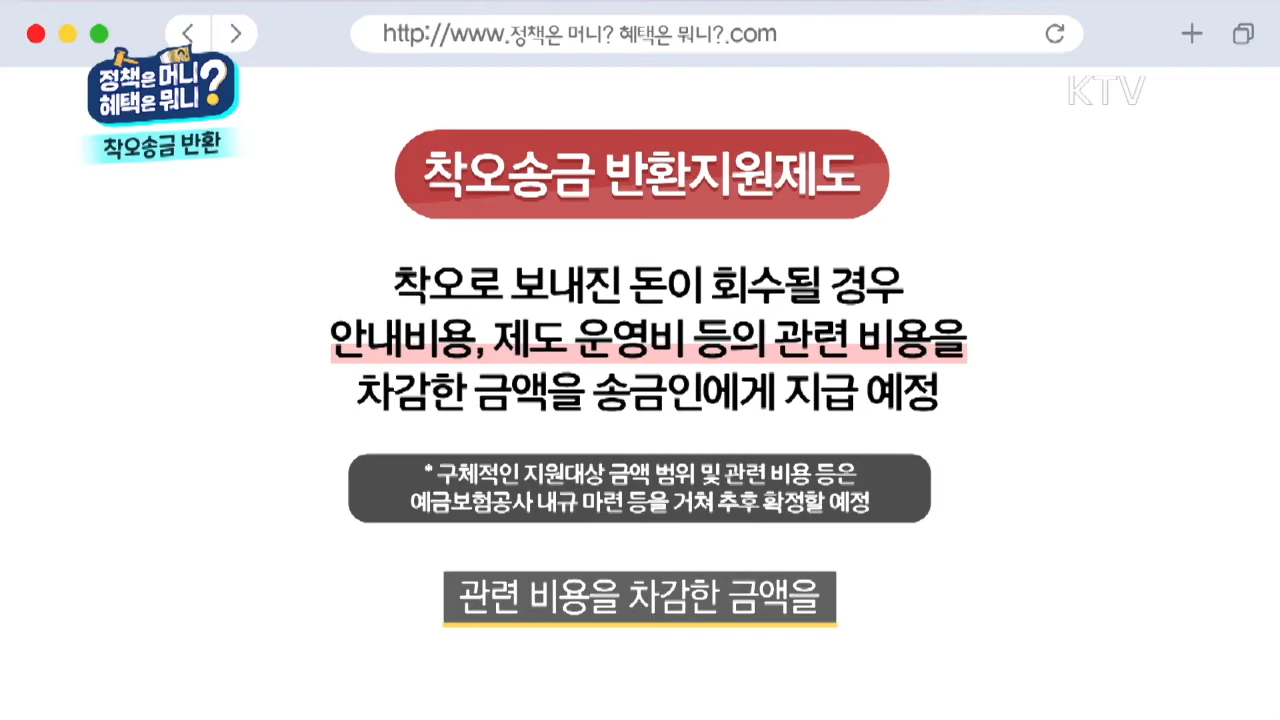 http://www.정책은 머니? 혜택은 뭐니?.com
정책은 머니
혜택은 뭐니?
착오송금 반환
KTV
착오송금 반환지원제도
착오로 보내진 돈이 회수될 경우
안내비용, 제도 운영비 등의 관련 비용을
차감한 금액을 송금인에게 지급 예정
* 구체적인 지원대상 금액 범위 및 관련 비용 등은
예금보험공사 내규 마련 등을 거쳐 추후 확정할 예정
관련 비용을 차감한 금액을